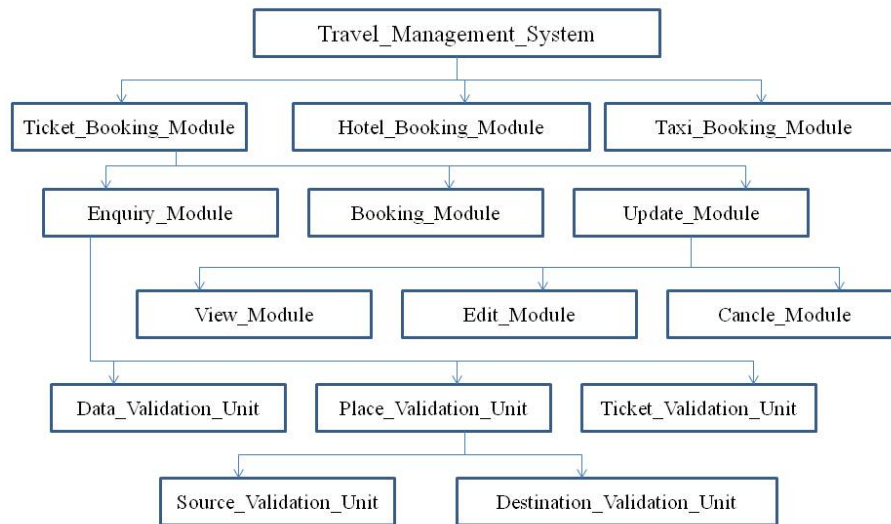 Travel_Management_System
Ticket_Booking_Module
Hotel_Booking_Module
Taxi_Booking_Module
Enquiry_Module
Booking_Module
Update_Module
View_Module
Edit_Module
Cancle_Module
Data_Validation_Unit
Place_Validation_Unit
Ticket_Validation_Unit
Source_Validation_Unit
Destination_Validation_Unit